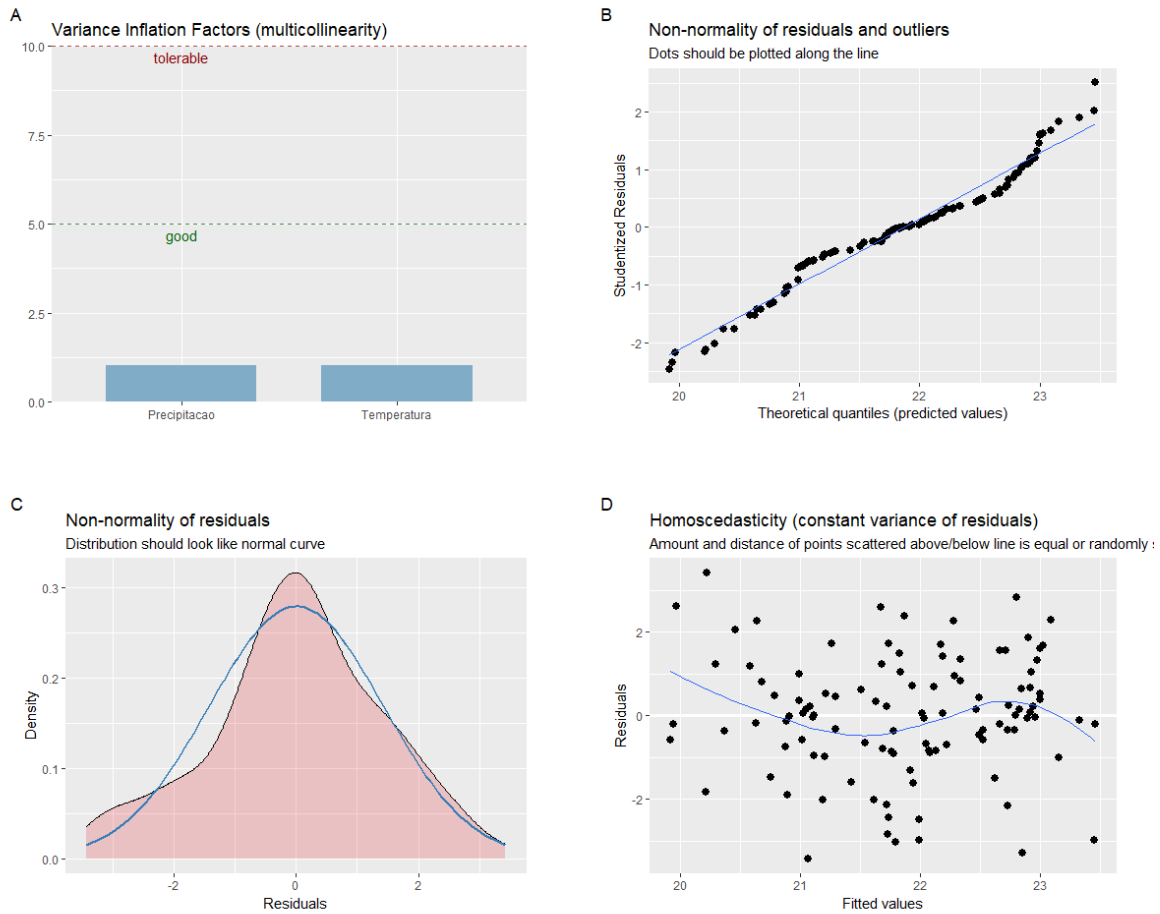 A
Variance Inflation Factors (multicollinearity)
10.0
tolerable
7.5
5.0
good
2.5
0.0
Precipitacao Temperatura
B
Non-normality of residuals and outliers
Dots should be plotted along the line
Studentized Residuals
2
1
0
-1
-2
20 21 22 23
Theoretical quantiles (predicted values)
C
Non-normality of residuals
Distribution should look like normal curve
Density
0.3
0.2
0.1
0.0
-2 0 2
Residuals
D
Homoscedasticity (constant variance of residuals)
Amount and distance of points scattered above/below line is equal or randomly s
Residuals
2
0
-2
20 21 22 23
Fitted values